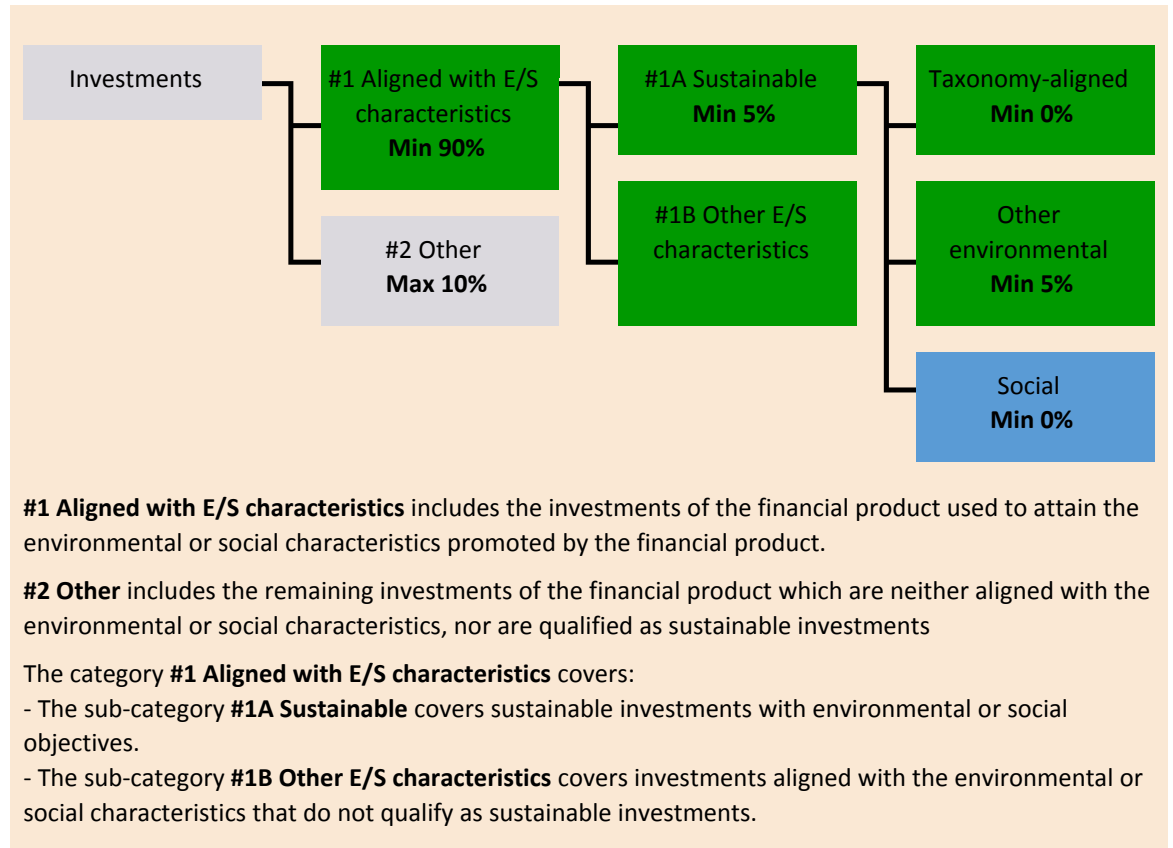 Investments
#1 Aligned with E/S
characteristics
Min 90%
#2 Other
Max 10%
#1A Sustainable
Min 5%
#1B Other E/S
characteristics
Taxonomy-aligned
Min 0%
Other
environmental
Min 5%
Social
Min 0%
#1 Aligned with E/S characteristics includes the investments of the financial product used to attain the
environmental or social characteristics promoted by the financial product.
#2 Other includes the remaining investments of the financial product which are neither aligned with the
environmental or social characteristics, nor are qualified as sustainable investments
The category #1 Aligned with E/S characteristics covers:
- The sub-category #1A Sustainable covers sustainable investments with environmental or social
objectives.
- The sub-category #1B Other E/S characteristics covers investments aligned with the environmental or
social characteristics that do not qualify as sustainable investments.